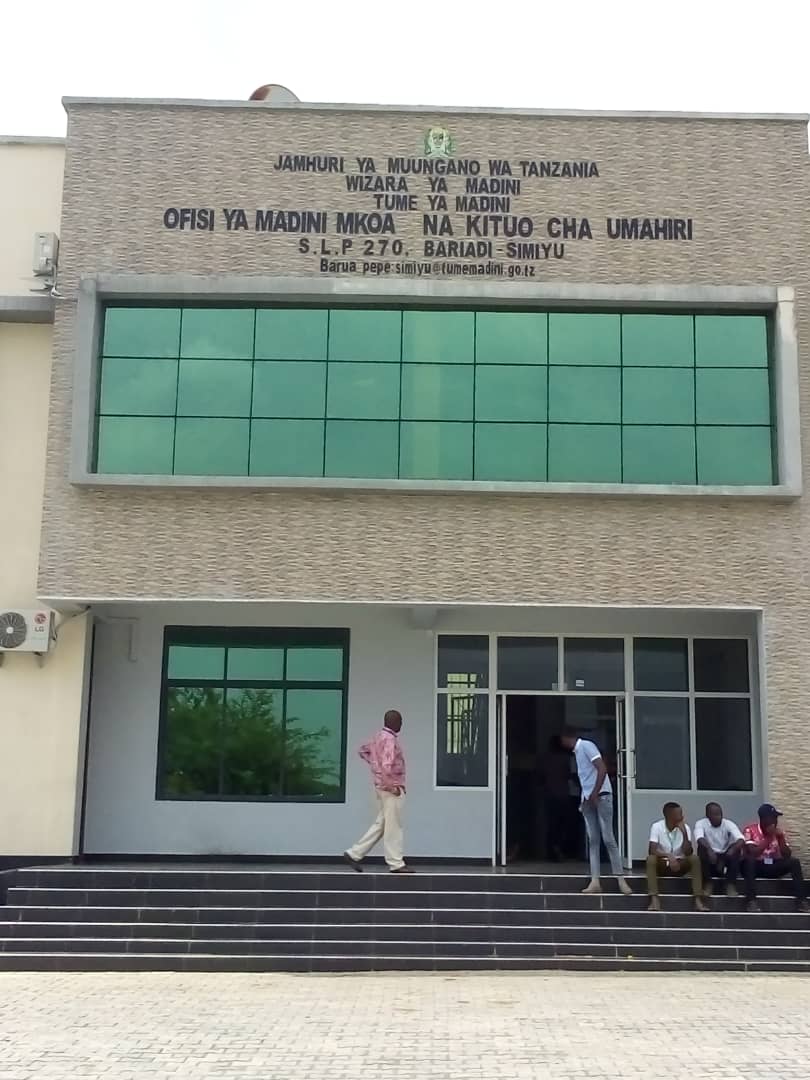 JAMHURI YA MUUNGANO WA TANZANIA
WIZARA YA MADINI
TUME YA MADINI
OFISI YA MADINI MKOA NA KITUO CHA UMAHIRI
S.L.P 270, BARIADI - SIMIYU
Barua pepe:simiyu@tumemadini.go.tz
LG